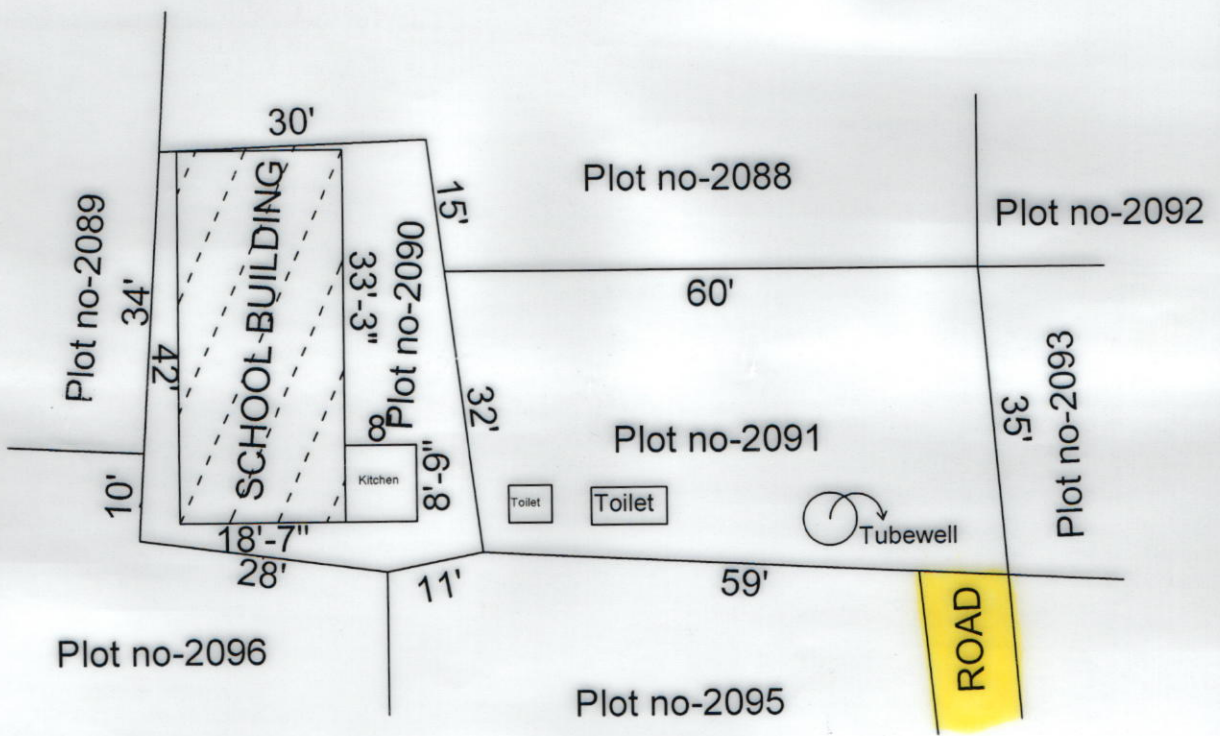 30'
SCHOOL BUILDING
Plot no-2089
34'
42'
33'-3"
Plot no-2090
15'
Plot no-2088
Plot no-2092
60'
32'
8
Kitchen
8'-9"
10'
18'-7"
28'
11'
Plot no-2091
Toilet
Toilet
Tubewell
35'
Plot no-2093
59'
ROAD
Plot no-2096
Plot no-2095